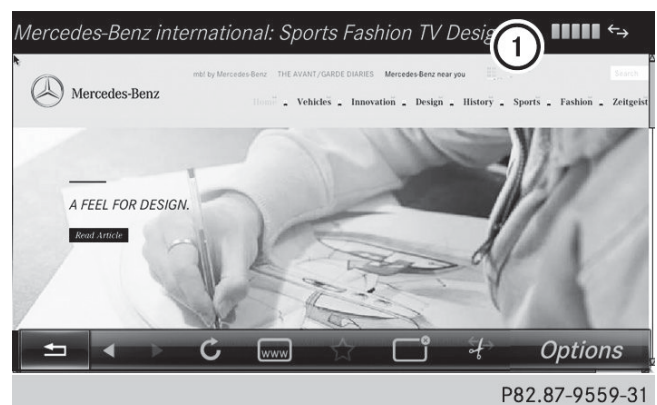 Mercedes-Benz international: Sports Fashion TV Desig
1
mb! by Mercedes-Benz THE AVANT/GARDE DIARIES Mercedes-Benz near you
Search
Mercedes-Benz
Home Vehicles Innovation Design History Sports Fashion Zeitgeist
A FEEL FOR DESIGN.
Read Article
www
Options
P82.87-9559-31